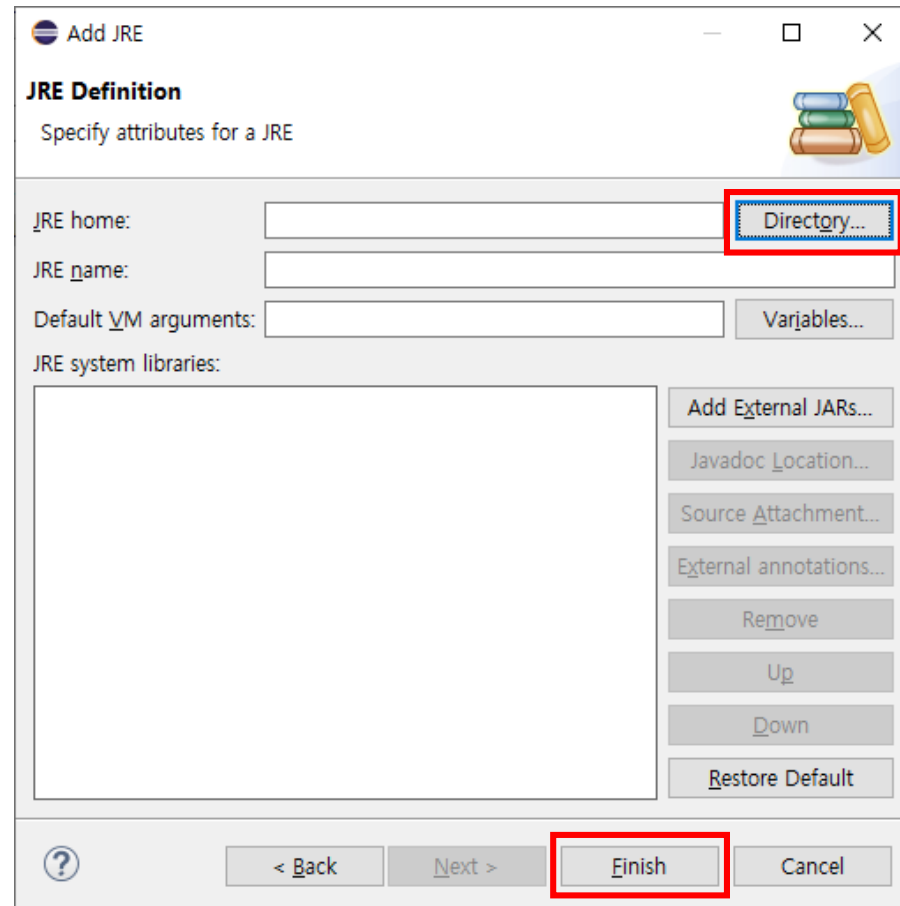 Add JRE
JRE Definition
Specify attributes for a JRE
JRE home:
Directory...
JRE name:
Default VM arguments:
Variables...
JRE system libraries:
Add External JARs...
Javadoc Location...
Source Attachment...
External annotations...
Remove
Up
Down
Restore Default
?
< Back
Next >
Finish
Cancel